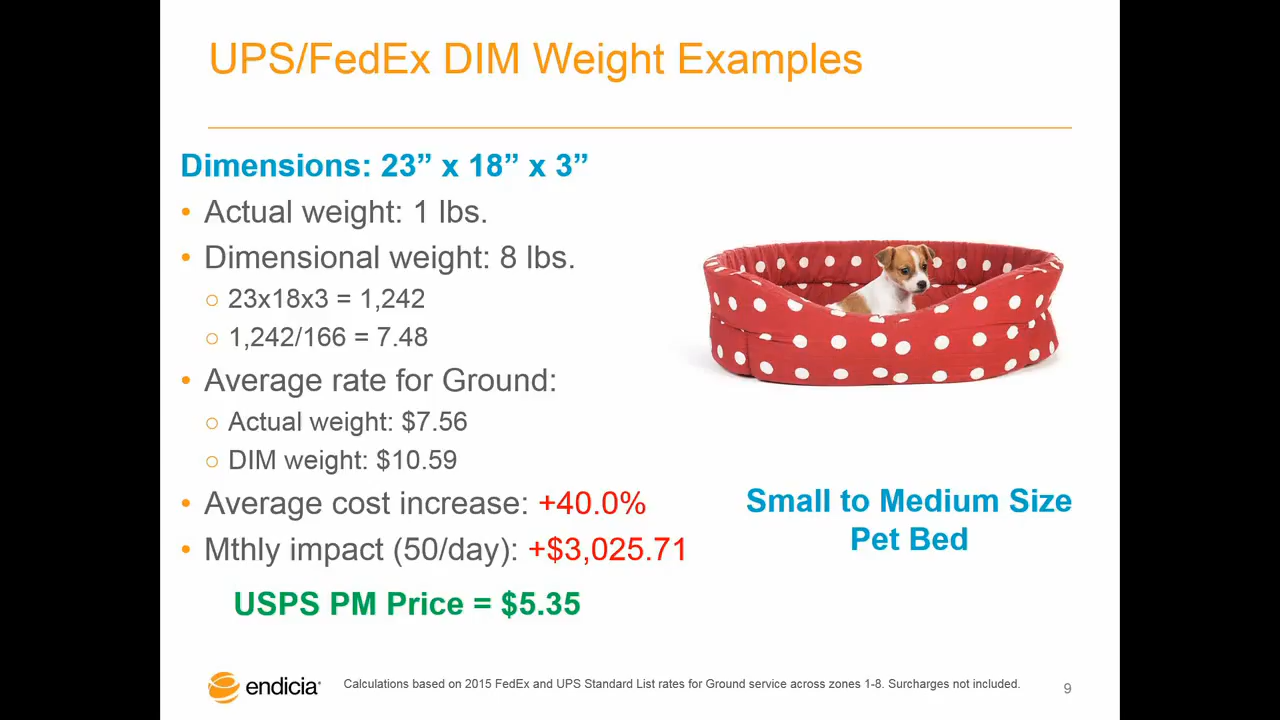 UPS/FedEx DIM Weight Examples
Dimensions: 23” x 18” x 3”
• Actual weight: 1 lbs.
• Dimensional weight: 8 lbs.
○ 23x18x3 = 1,242
○ 1,242/166 = 7.48
• Average rate for Ground:
○ Actual weight: $7.56
○ DIM weight: $10.59
• Average cost increase: +40.0%
• Mthly impact (50/day): +$3,025.71
USPS PM Price = $5.35
Small to Medium Size
Pet Bed
endicia
Calculations based on 2015 FedEx and UPS Standard List rates for Ground service across zones 1-8. Surcharges not included.
9